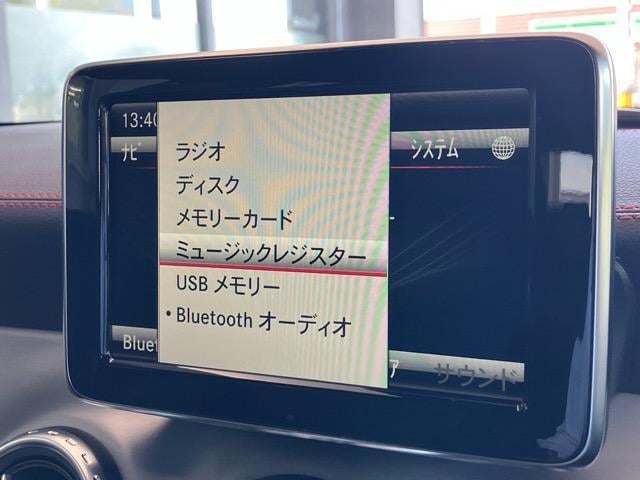 13:40
ナビ
システム
ラジオ
ディスク
メモリーカード
ミュージックレジスター
USB メモリー
• Bluetooth オーディオ
Bluet
ア
サウンド